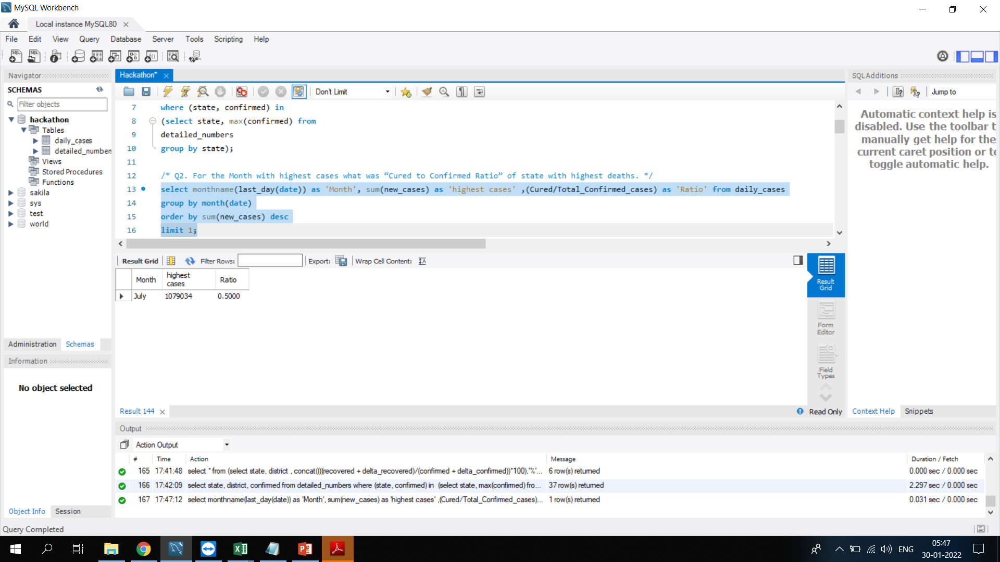 MySQL Workbench
Local instance MySQL80
File Edit View Query Database Server Tools Scripting Help
Navigator
SCHEMAS
Filter objects
hackathon
Tables
daily_cases
detailed_number
Views
Stored Procedures
Functions
sakila
sys
test
world
Administration Schemas
Information
No object selected
Object Info Session
Hackathon*
Don't Limit
7 where (state, confirmed) in
8 (select state, max(confirmed) from
9 detailed_numbers
10 group by state);
11
12 /* Q2. For the Month with highest cases what was “Cured to Confirmed Ratio” of state with highest deaths. */
13 select monthname(last_day(date)) as 'Month', sum(new_cases) as 'highest cases' ,(Cured/Total_Confirmed_cases) as 'Ratio' from daily_cases
14 group by month(date)
15 order by sum(new_cases) desc
16 limit 1;
Result Grid Filter Rows: Export: Wrap Cell Content:
Month highest cases Ratio
July 1079034 0.5000
Result Grid
Form Editor
Field Types
Result 144
Read Only
SQLAdditions
Jump to
Automatic context help is
disabled. Use the toolbar t
manually get help for the
current caret position or to
toggle automatic help.
Context Help Snippets
Output
Action Output
# Time Action Message Duration / Fetch
165 17:41:48 select * from (select state, district , concat((((recovered + delta_recovered)/(confirmed + delta_confirmed))*100),'%'... 6 row(s) returned 0.000 sec / 0.000 sec
166 17:42:09 select state, district, confirmed from detailed_numbers where (state, confirmed) in (select state, max(confirmed) fro... 37 row(s) returned 2.297 sec / 0.000 sec
167 17:47:12 select monthname(last_day(date)) as 'Month', sum(new_cases) as 'highest cases' ,(Cured/Total_Confirmed_cases)... 1 row(s) returned 0.031 sec / 0.000 sec
Query Completed
ENG
05:47
30-01-2022